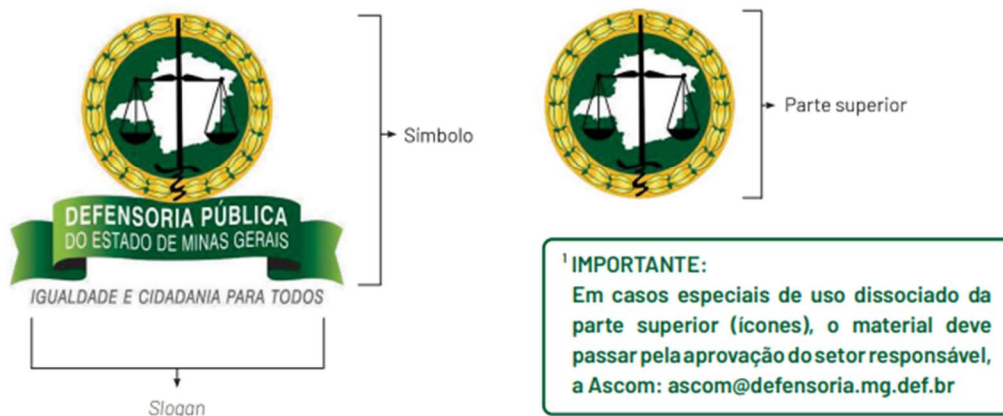 Símbolo
DEFENSORIA PÚBLICA
DO ESTADO DE MINAS GERAIS
IGUALDADE E CIDADANIA PARA TODOS
Slogan
Parte superior
¹ IMPORTANTE:
Em casos especiais de uso dissociado da
parte superior (ícones), o material deve
passar pela aprovação do setor responsável,
a Ascom: ascom@defensoria.mg.def.br